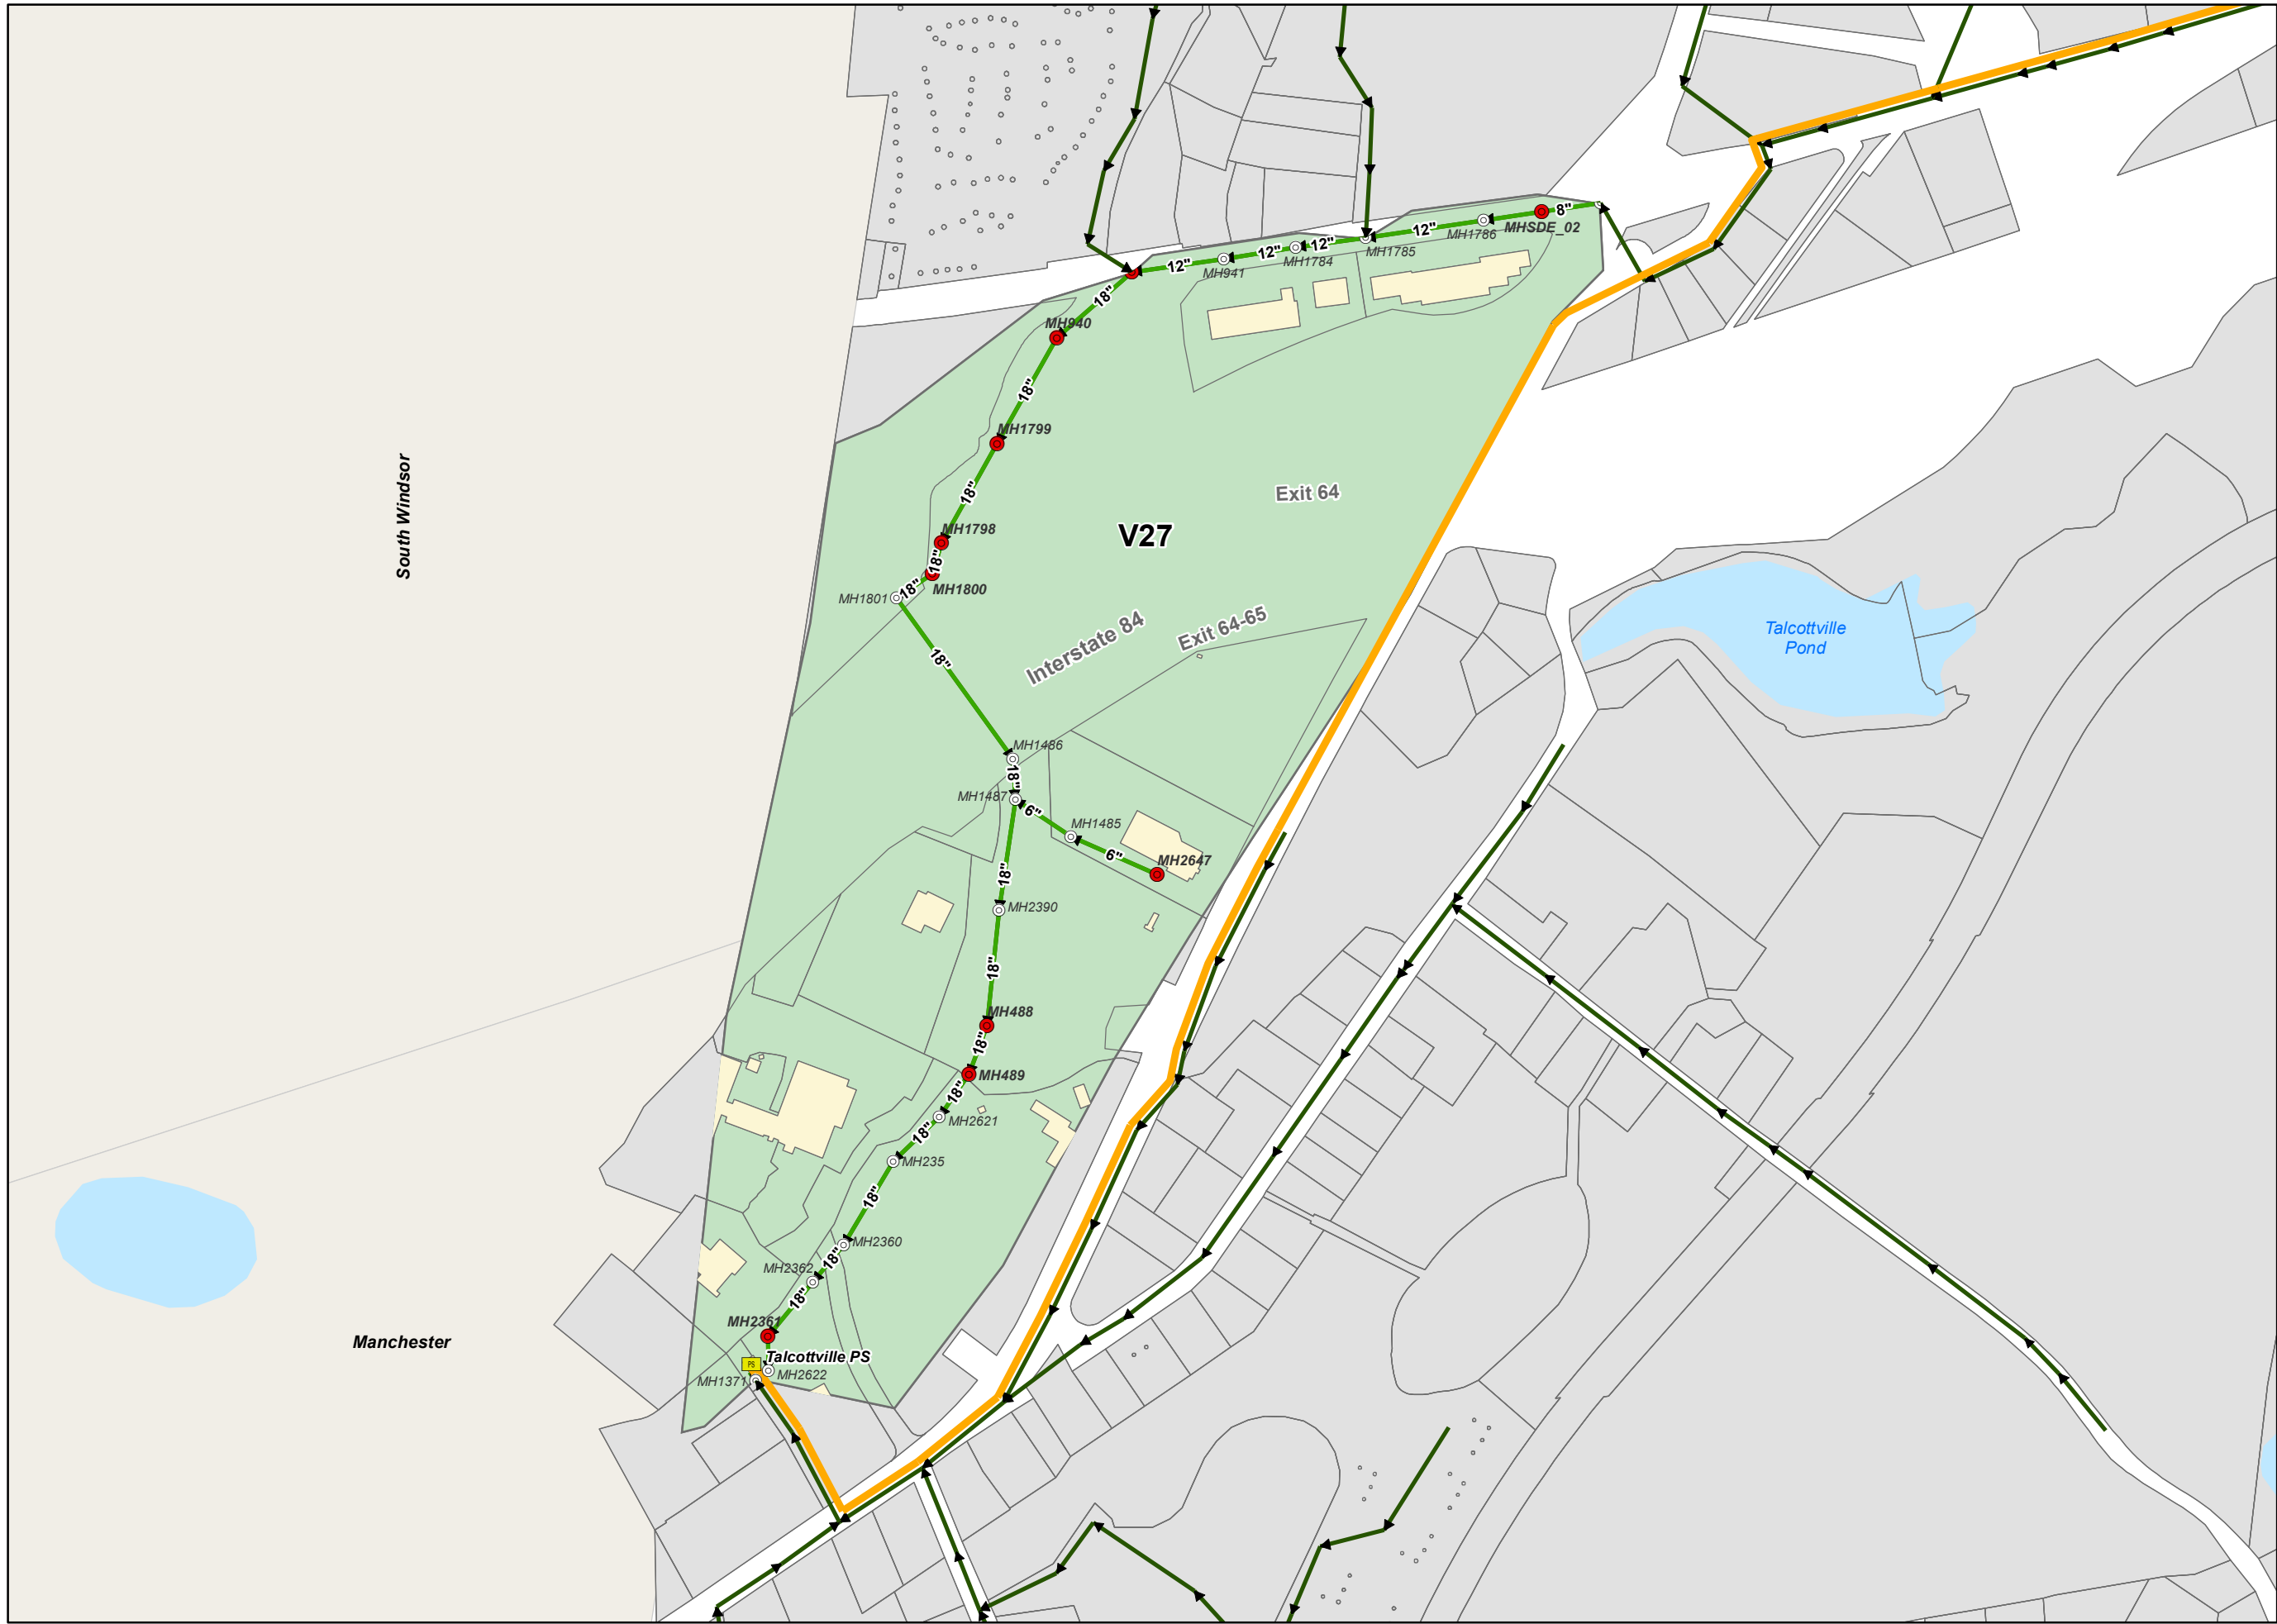 8"
MHSDE_02
MH1786
12"
MH1785
12"
MH1784
12"
MH941
12"
18"
MH940
18"
MH1799
18"
MH1798
18"
MH1800
18"
MH1801
Exit 64
V27
South Windsor
Interstate 84
Exit 64-65
Talcottville
Pond
18"
MH1486
18"
MH1487
6"
MH1485
6"
MH2647
18"
MH2390
18"
MH488
18"
MH489
18"
MH2621
18"
MH235
18"
MH2360
18"
MH2362
18"
MH2361
Manchester
PS
Talcottville PS
MH2622
MH1371